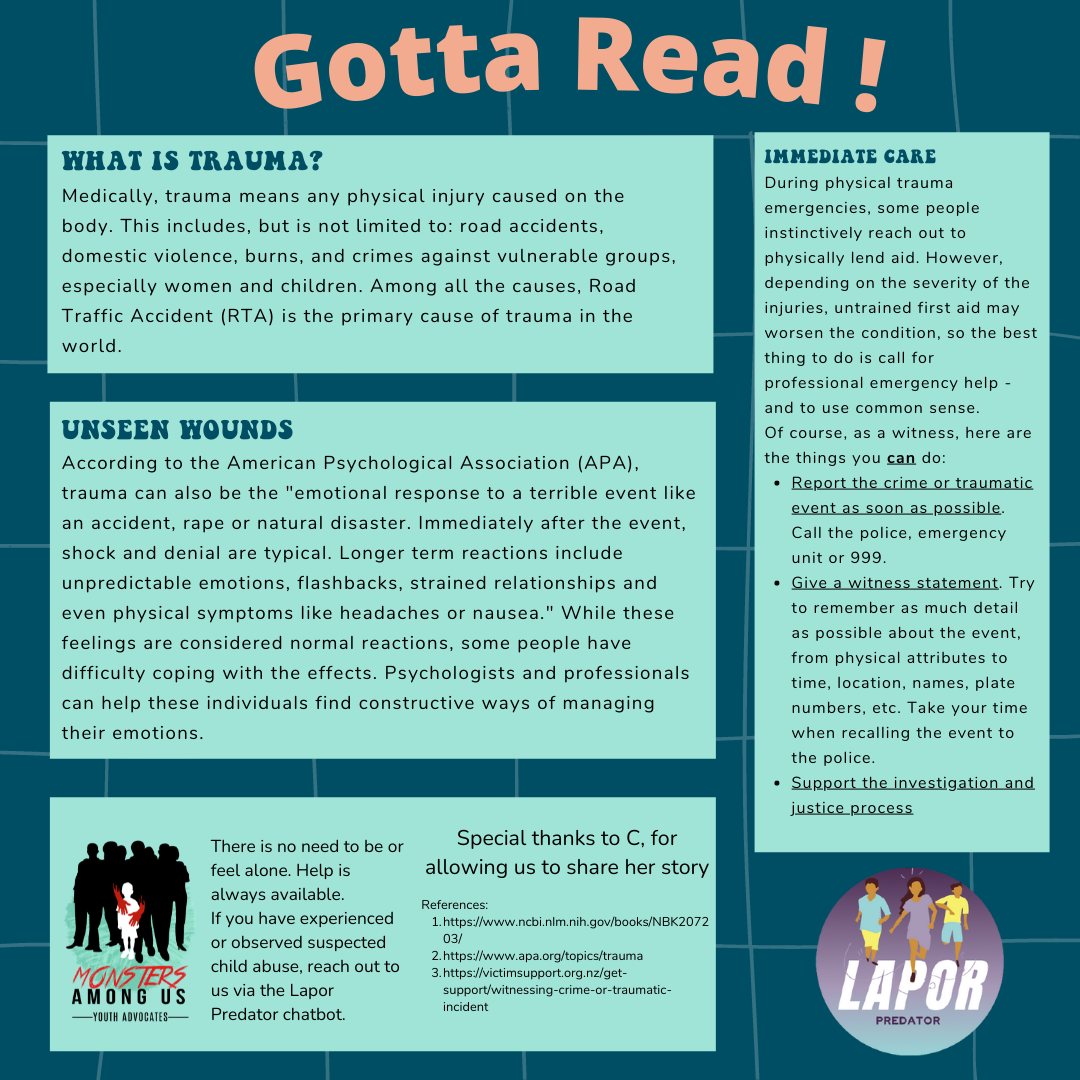 Gotta Read !
WHAT IS TRAUMA?
Medically, trauma means any physical injury caused on the
body. This includes, but is not limited to: road accidents,
domestic violence, burns, and crimes against vulnerable groups,
especially women and children. Among all the causes, Road
Traffic Accident (RTA) is the primary cause of trauma in the
world.
UNSEEN WOUNDS
According to the American Psychological Association (APA),
trauma can also be the "emotional response to a terrible event like
an accident, rape or natural disaster. Immediately after the event,
shock and denial are typical. Longer term reactions include
unpredictable emotions, flashbacks, strained relationships and
even physical symptoms like headaches or nausea." While these
feelings are considered normal reactions, some people have
difficulty coping with the effects. Psychologists and professionals
can help these individuals find constructive ways of managing
their emotions.
IMMEDIATE CARE
During physical trauma
emergencies, some people
instinctively reach out to
physically lend aid. However,
depending on the severity of the
injuries, untrained first aid may
worsen the condition, so the best
thing to do is call for
professional emergency help -
and to use common sense.
Of course, as a witness, here are
the things you can do:
• Report the crime or traumatic
event as soon as possible.
Call the police, emergency
unit or 999.
• Give a witness statement. Try
to remember as much detail
as possible about the event,
from physical attributes to
time, location, names, plate
numbers, etc. Take your time
when recalling the event to
the police.
• Support the investigation and
justice process
MONSTERS
AMONG US
YOUTH ADVOCATES
There is no need to be or
feel alone. Help is
always available.
If you have experienced
or observed suspected
child abuse, reach out to
us via the Lapor
Predator chatbot.
Special thanks to C, for
allowing us to share her story
References:
1. https://www.ncbi.nlm.nih.gov/books/NBK2072
03/
2. https://www.apa.org/topics/trauma
3. https://victimsupport.org.nz/get-
support/witnessing-crime-or-traumatic-
incident
LAPOR
PREDATOR